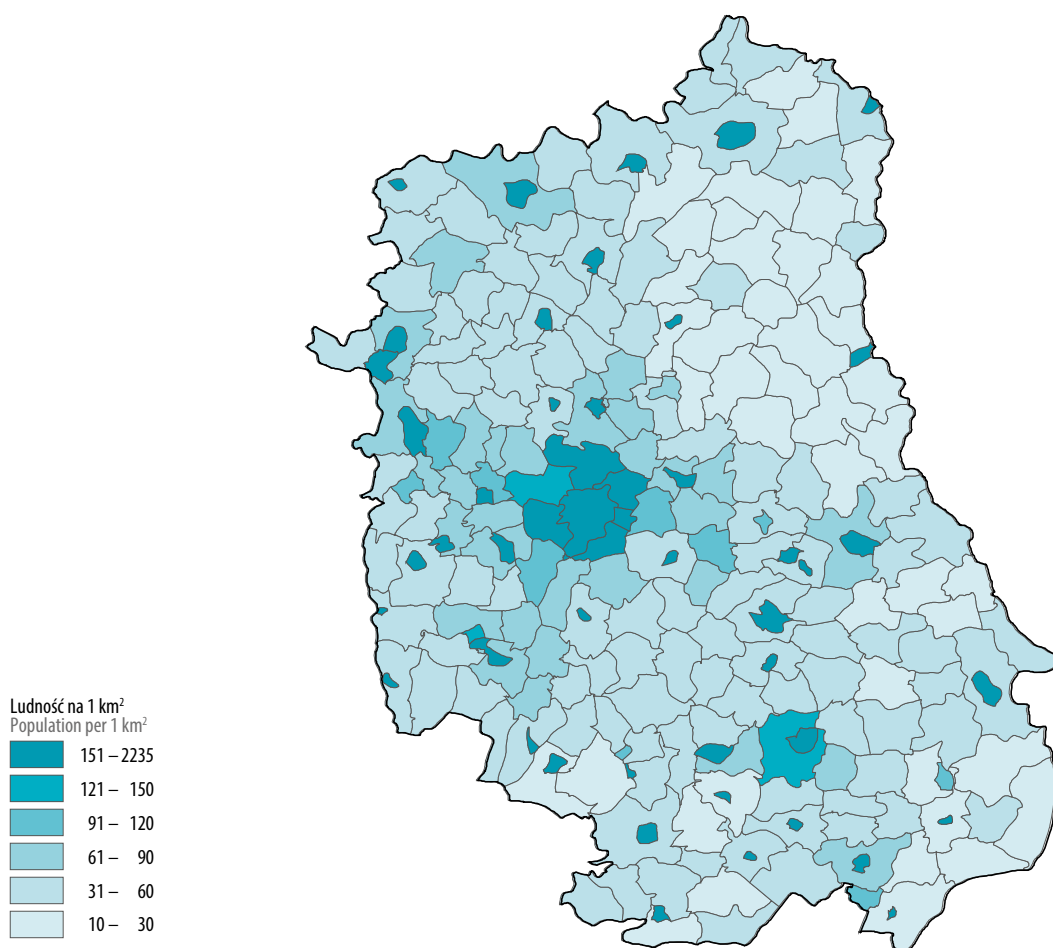 Ludność na 1 km²
Population per 1 km²
151 – 2235
121 – 150
91 – 120
61 – 90
31 – 60
10 – 30